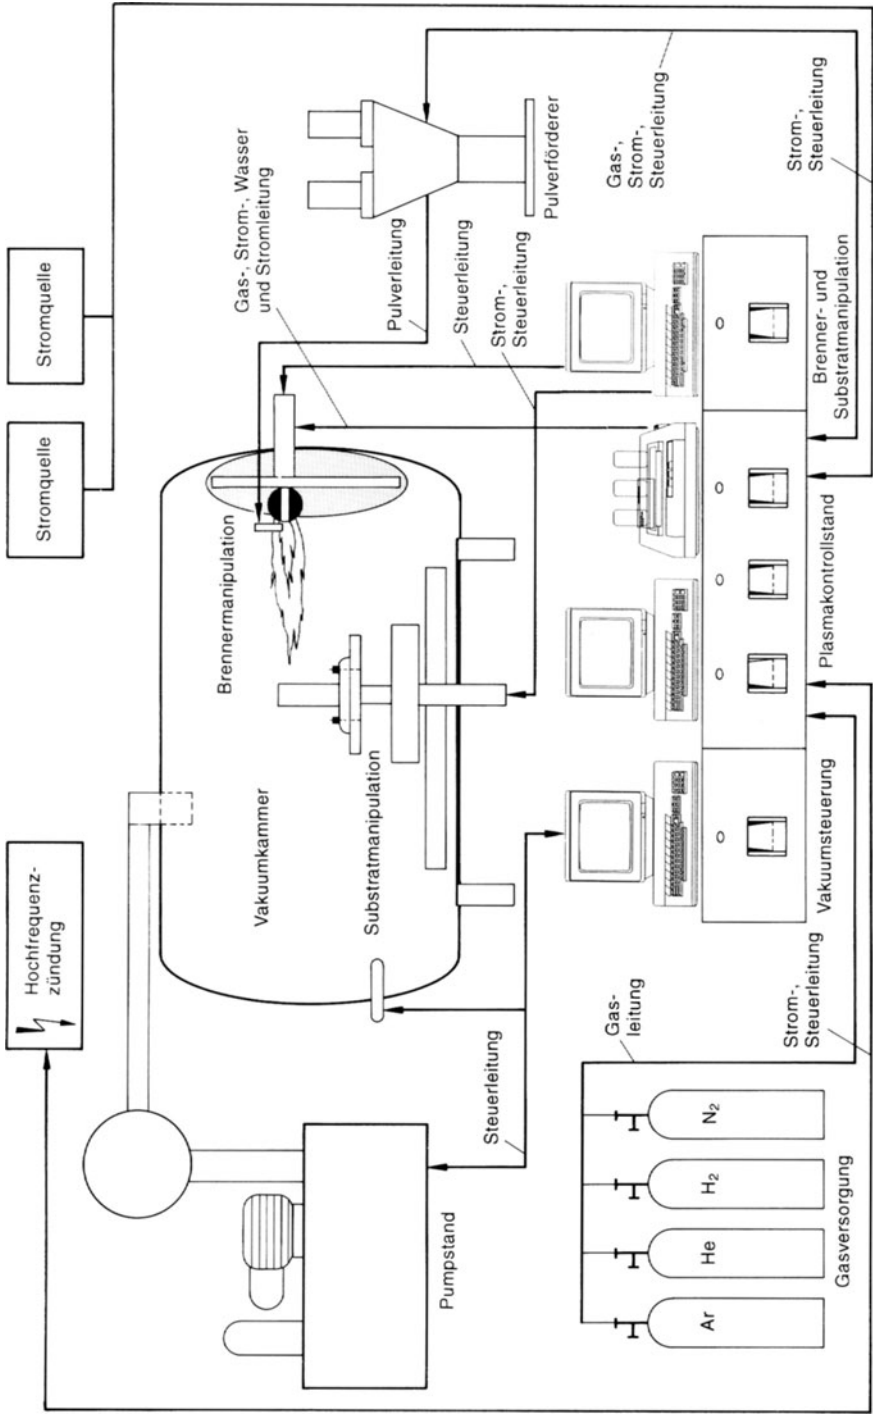 Hochfrequenz-
zündung
Stromquelle
Stromquelle
Gas-, Strom-, Wasser
und Stromleitung
Brennermanipulation
Vakuumkammer
Substratmanipulation
Pulverleitung
Pulverförderer
Steuerleitung
Strom-,
Steuerleitung
Gas-,
Strom-,
Steuerleitung
Strom-,
Steuerleitung
Pumpstand
Steuerleitung
Gas-
leitung
Strom-,
Steuerleitung
Ar
He
H2
N2
Gasversorgung
Vakuumsteuerung
Plasmakontrollstand
Brenner- und
Substratmanipulation